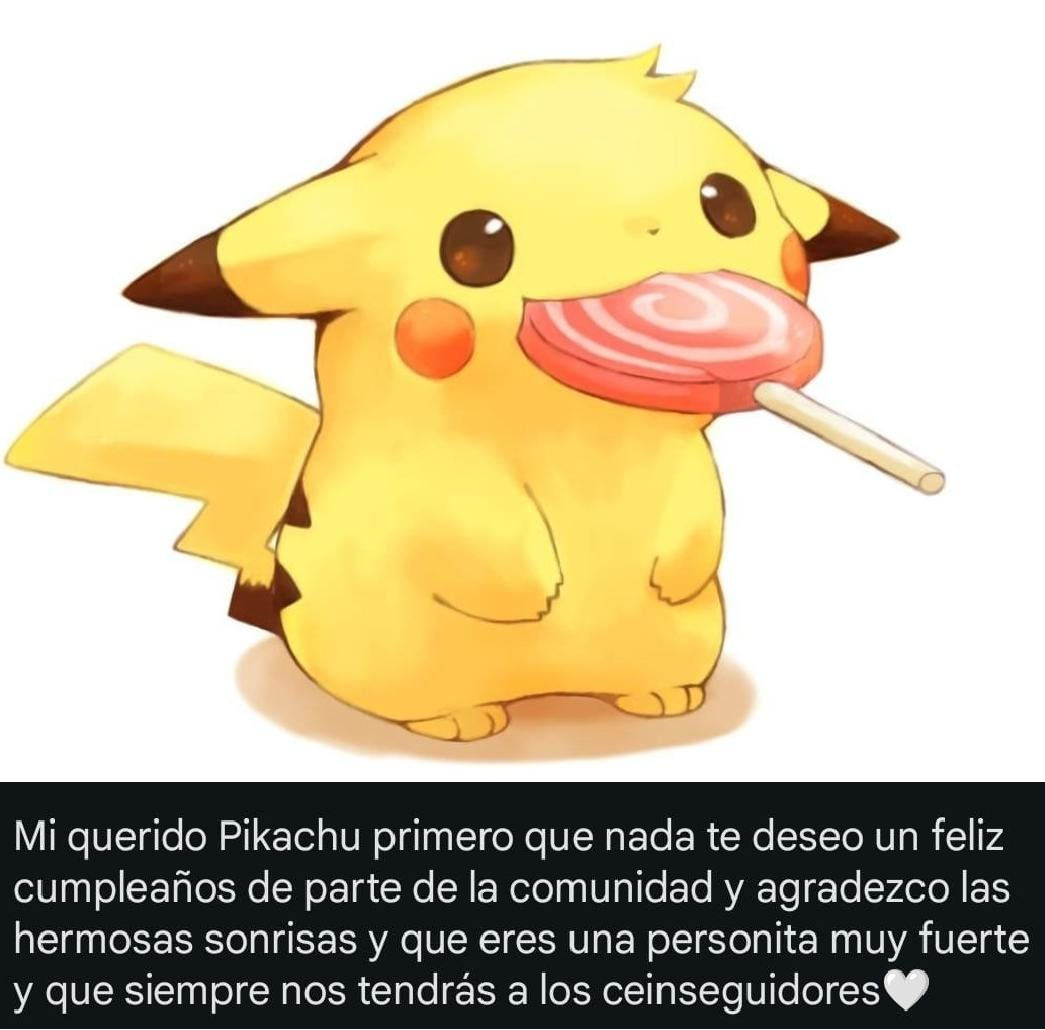 Mi querido Pikachu primero que nada te deseo un feliz
cumpleaños de parte de la comunidad y agradezco las
hermosas sonrisas y que eres una personita muy fuerte
y que siempre nos tendrás a los ceinseguidores🤍